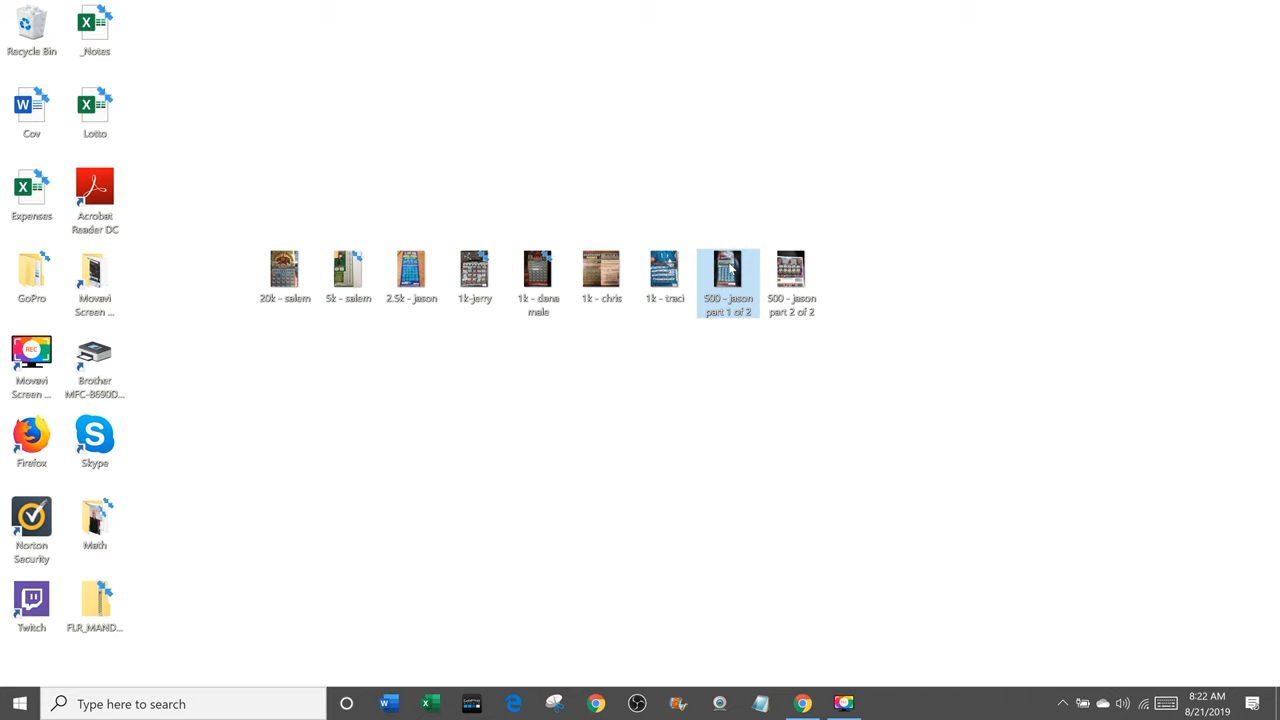 Recycle Bin
_Notes
Cov
Lotto
Expenses
Acrobat
Reader DC
GoPro
Movavi
Screen ...
20k - salem
5k - salem
2.5k - jason
1k-jerry
1k - dana
male
1k - chris
1k - traci
500 - jason
part 1 of 2
500 - jason
part 2 of 2
REC
Movavi
Screen ...
Brother
MFC-8690D...
Firefox
Skype
Norton
Security
Math
Twitch
FLR_MAND...
Type here to search
8:22 AM
8/21/2019